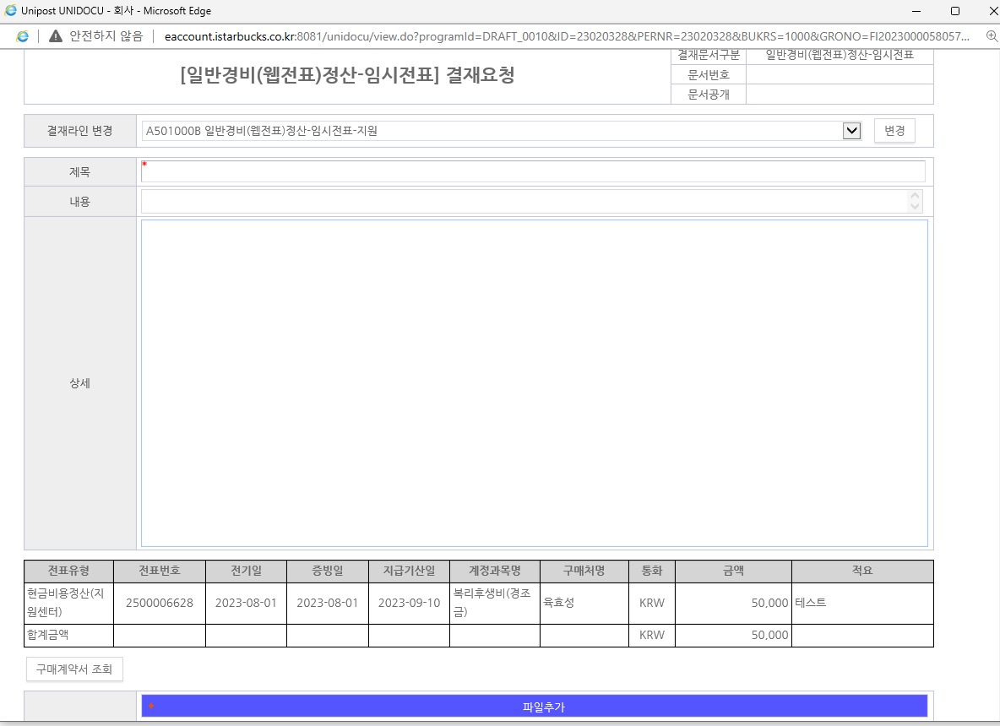 Unipost UNIDOCU - 회사 - Microsoft Edge
안전하지 않음 eaccount.istarbucks.co.kr:8081/unidocu/view.do?programId=DRAFT_0010&ID=23020328&PERNR=23020328&BUKRS=1000&GRONO=FI2023000058057...
결재문서구분 일반경비(웹전표)정산-임시전표
[일반경비(웹전표)정산-임시전표] 결재요청
문서번호
문서공개
결재라인 변경 A501000B 일반경비(웹전표)정산-임시전표-지원 변경
제목 *
내용
상세
전표유형 전표번호 전기일 증빙일 지급기산일 계정과목명 구매처명 통화 금액 적요
현금비용정산(지원센터) 2500006628 2023-08-01 2023-08-01 2023-09-10 복리후생비(경조금) 육효성 KRW 50,000 테스트
합계금액 KRW 50,000
구매계약서 조회
* 파일추가